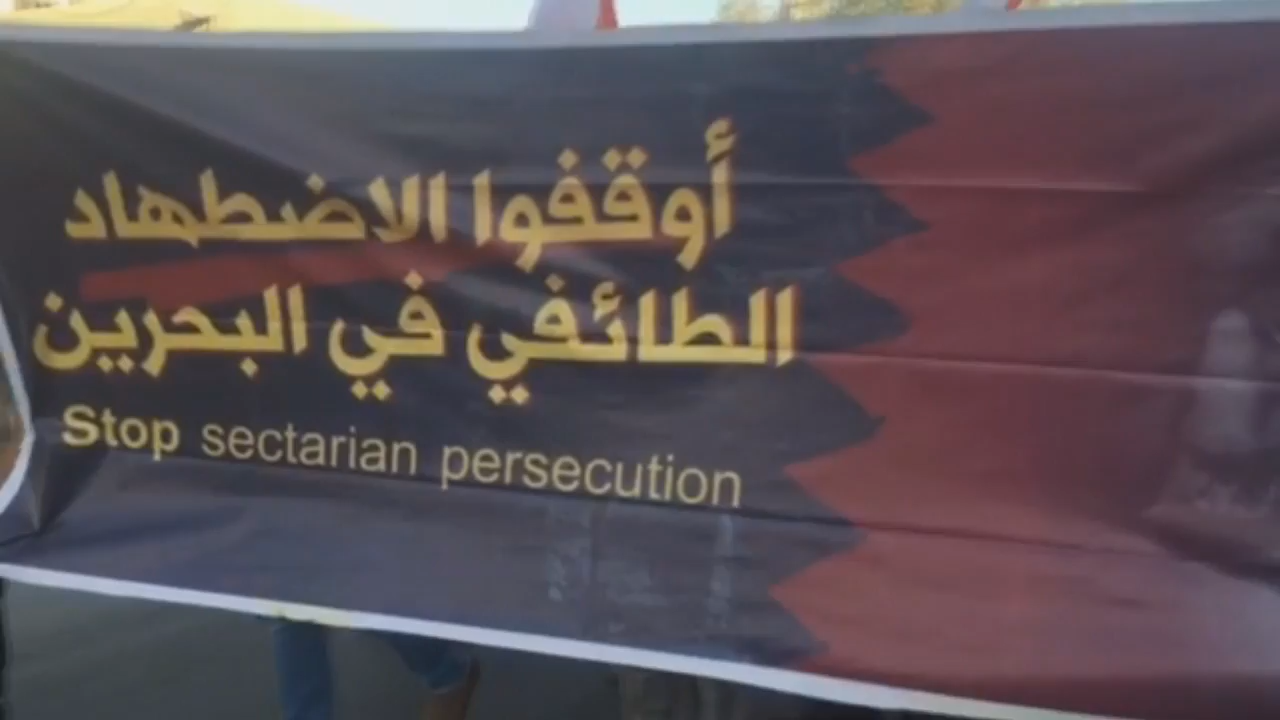 أوقفوا الاضطهاد
الطائفي في البحرين
Stop sectarian persecution